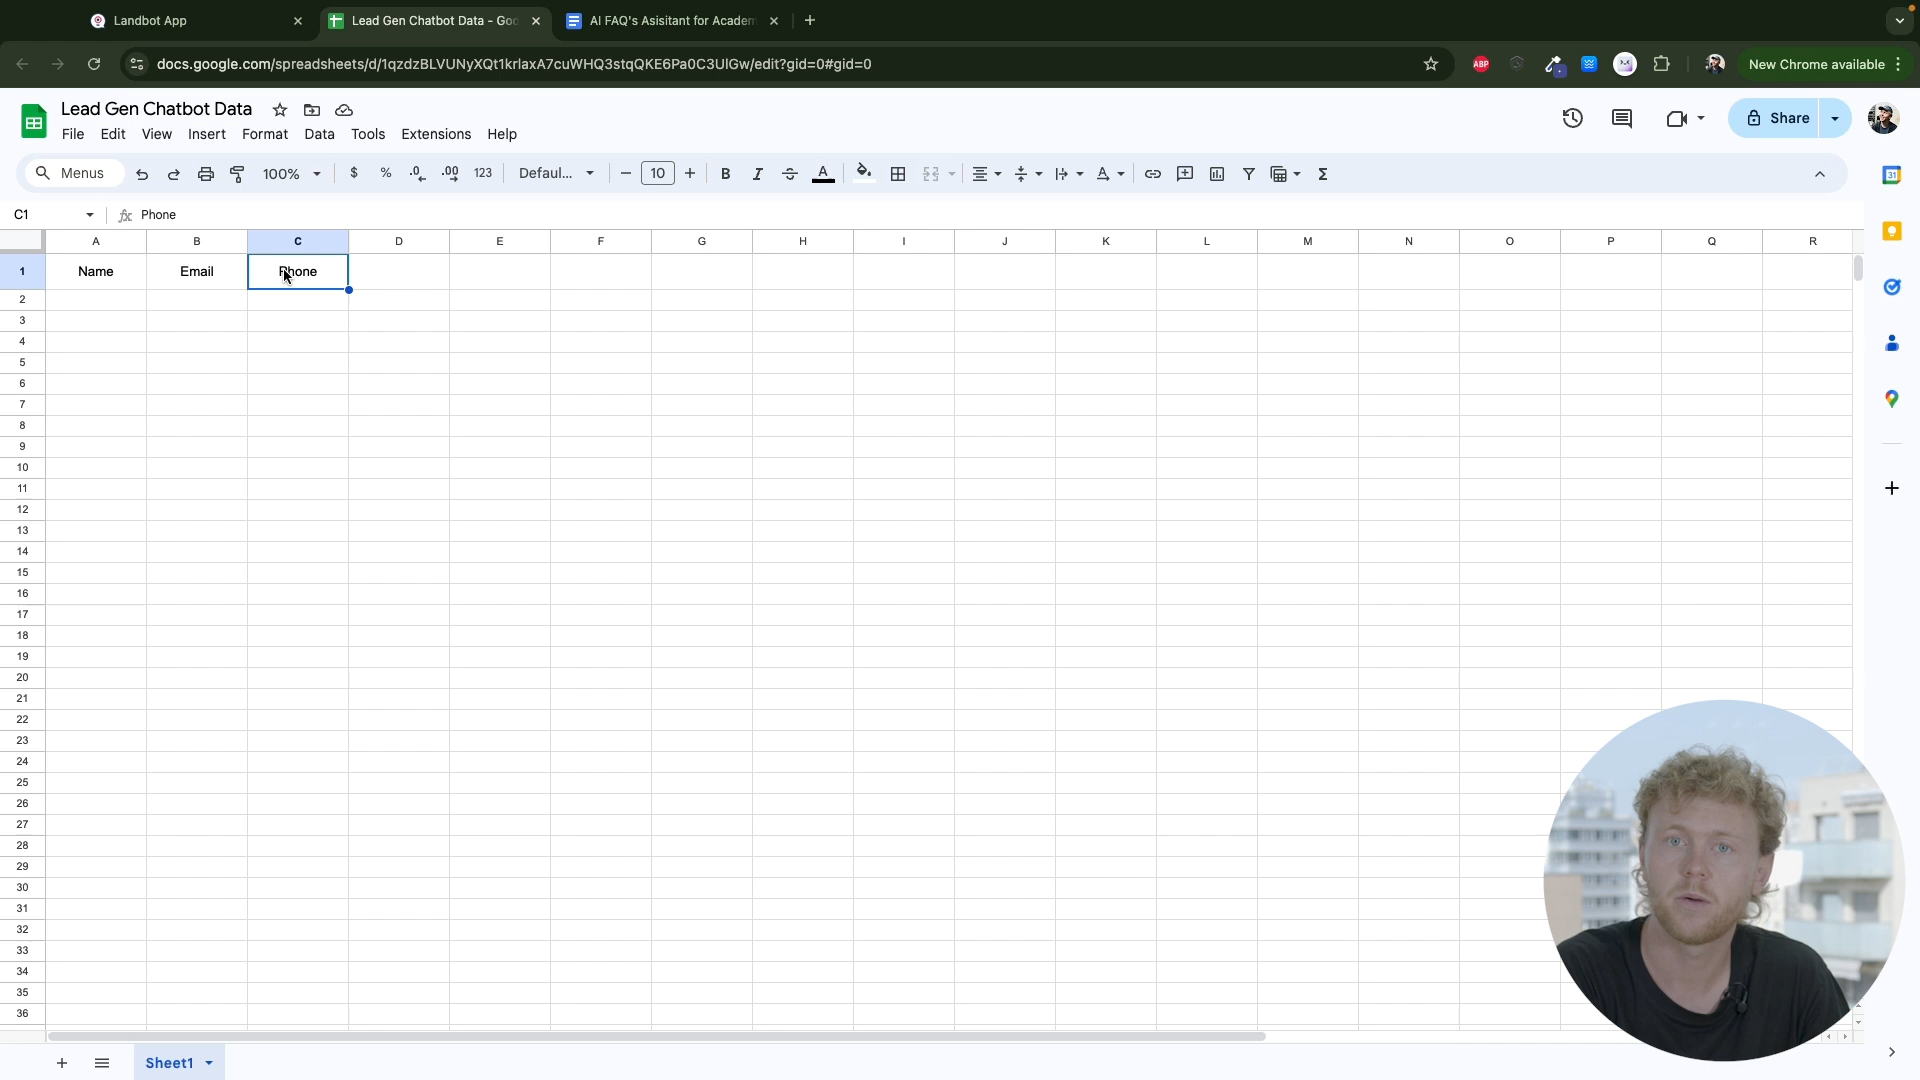 Landbot App
Lead Gen Chatbot Data - Goo
AI FAQ's Asisitant for Academ
docs.google.com/spreadsheets/d/1qzdzBLVUNyXQt1krlaxA7cuWHQ3stqQKE6Pa0C3UlGw/edit?gid=0#gid=0
ABP
New Chrome available
Lead Gen Chatbot Data
File Edit View Insert Format Data Tools Extensions Help
Share
Menus 100% $ % .0 .00 123 Defaul... 10 B I A
31
C1 Phone
A B C D E F G H I J K L M N O P Q R
1 Name Email Phone
2
3
4
5
6
7
8
9
10
11
12
13
14
15
16
17
18
19
20
21
22
23
24
25
26
27
28
29
30
31
32
33
34
35
36
Sheet1